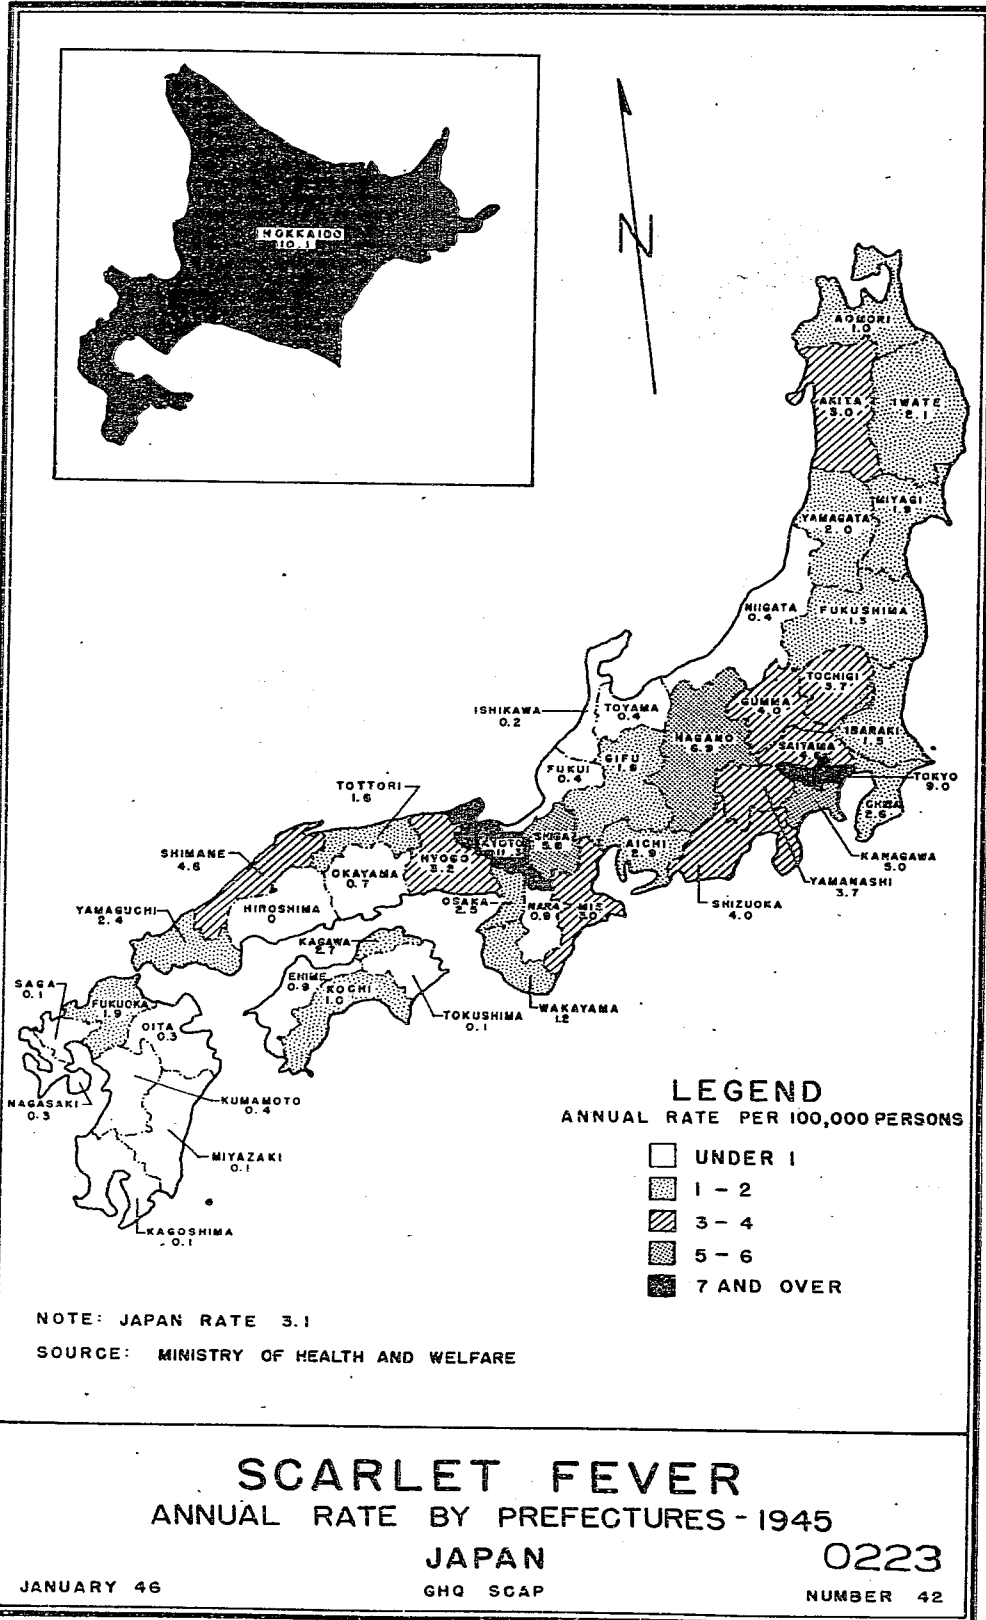 HOKKAIDO
10.1
N
AOMORI
1.0
AKITA
3.0
IWATE
2.1
MIYAGI
1.9
YAMAGATA
2.0
NIIGATA
0.4
FUKUSHIMA
1.3
TOCHIGI
3.7
GUMMA
4.0
ISHIKAWA
0.2
TOYAMA
0.4
NAGANO
6.9
IBARAKI
1.5
SAITAMA
4.6
FUKUI
0.4
GIFU
1.8
TOKYO
9.0
TOTTORI
1.6
CHIBA
2.6
KYOTO
11.3
SHIGA
5.8
AICHI
2.9
KANAGAWA
5.0
SHIMANE
4.6
HYOGO
3.2
OKAYAMA
0.7
YAMANASHI
3.7
SHIZUOKA
4.0
OSAKA
2.5
NARA
0.9
MIE
3.0
YAMAGUCHI
2.4
HIROSHIMA
0
KAGAWA
2.7
EHIME
0.9
KOCHI
1.0
SAGA
0.1
FUKUOKA
1.9
OITA
0.3
TOKUSHIMA
0.1
WAKAYAMA
1.2
NAGASAKI
0.3
KUMAMOTO
0.4
MIYAZAKI
0.1
KAGOSHIMA
0.1
LEGEND
ANNUAL RATE PER 100,000 PERSONS
UNDER 1
1 - 2
3 - 4
5 - 6
7 AND OVER
NOTE: JAPAN RATE 3.1
SOURCE: MINISTRY OF HEALTH AND WELFARE
SCARLET FEVER
ANNUAL RATE BY PREFECTURES - 1945
JAPAN
0223
JANUARY 46
GHQ SCAP
NUMBER 42